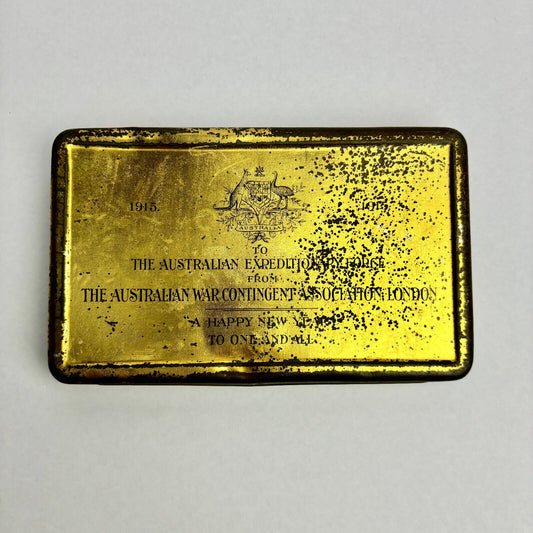 1915.
AUSTRALIA
TO
THE AUSTRALIAN EXPEDITIONARY FORCE
FROM
THE AUSTRALIAN WAR CONTINGENT ASSOCIATION, LONDON
A HAPPY NEW YEAR
TO ONE AND ALL.